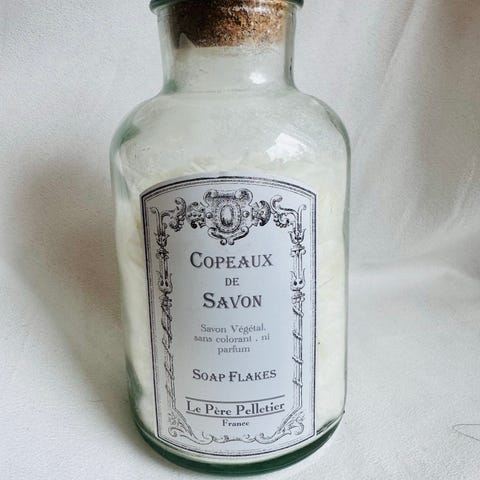 Copeaux
de
Savon
Savon Végétal,
sans colorant , ni
parfum
Soap Flakes
Le Père Pelletier
France